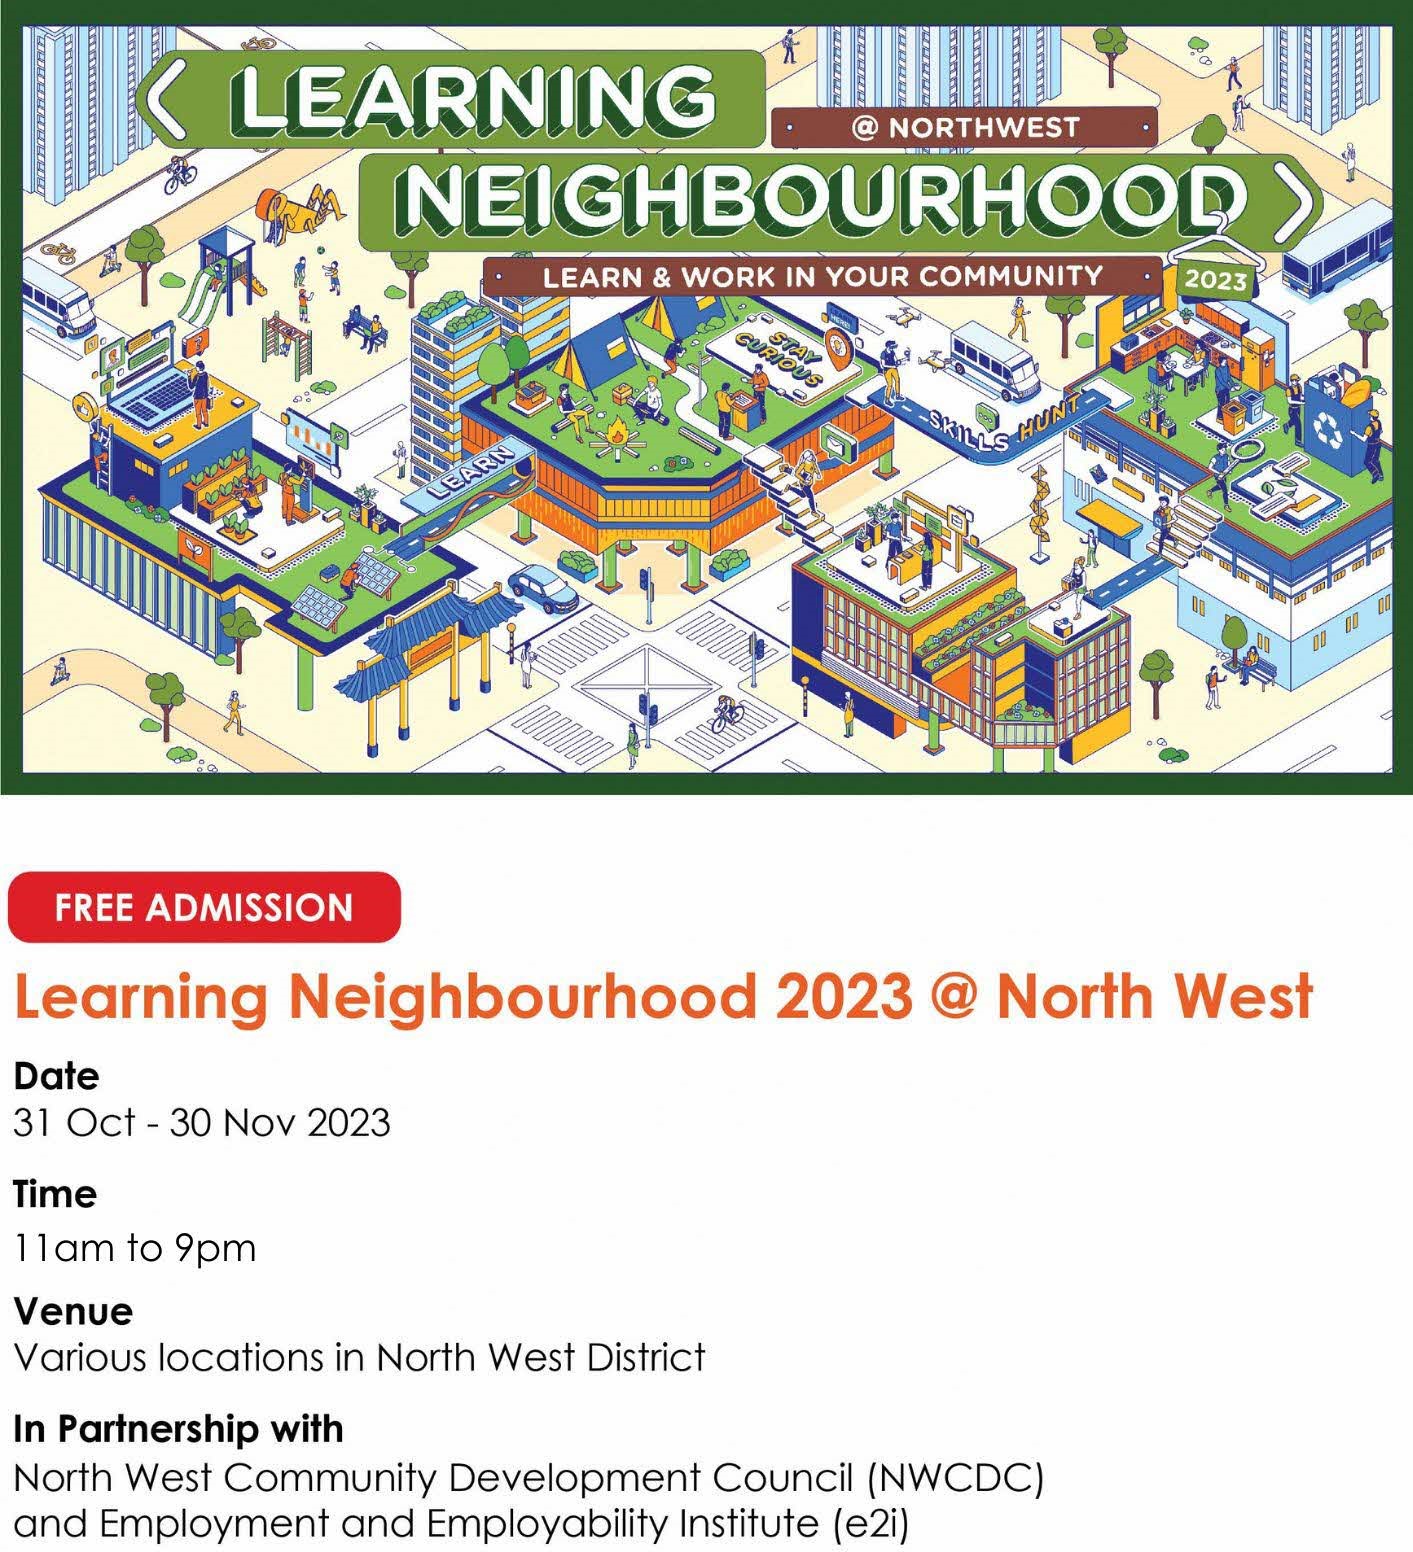 LEARNING
@ NORTHWEST
NEIGHBOURHOOD
LEARN & WORK IN YOUR COMMUNITY
2023
HERE!
STAY
CURIOUS
SKILLS HUNT
LEARN
FREE ADMISSION
Learning Neighbourhood 2023 @ North West
Date
31 Oct - 30 Nov 2023
Time
11am to 9pm
Venue
Various locations in North West District
In Partnership with
North West Community Development Council (NWCDC)
and Employment and Employability Institute (e2i)